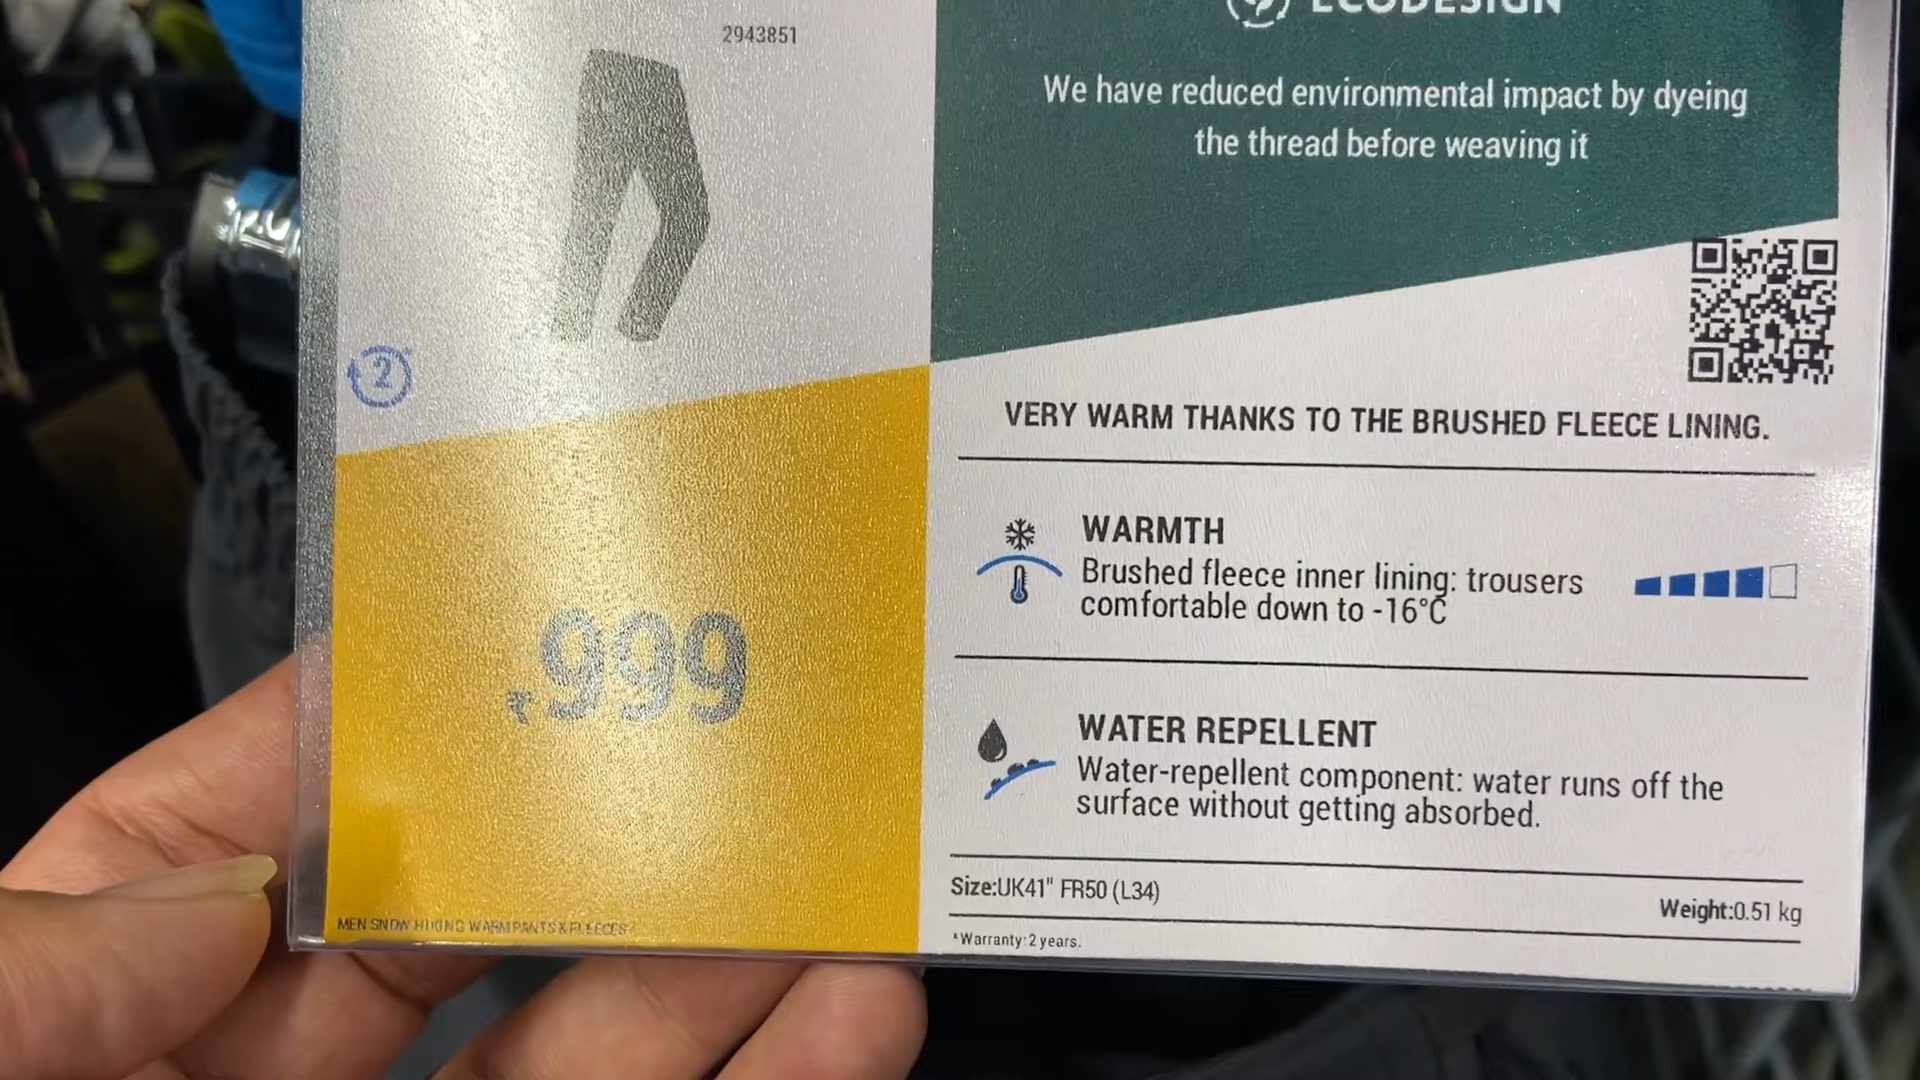 2943851
ECODESIGN
We have reduced environmental impact by dyeing
the thread before weaving it
2
VERY WARM THANKS TO THE BRUSHED FLEECE LINING.
WARMTH
Brushed fleece inner lining: trousers
comfortable down to -16°C
₹999
WATER REPELLENT
Water-repellent component: water runs off the
surface without getting absorbed.
Size:UK41" FR50 (L34)
Weight:0.51 kg
MEN SNOW HIKING WARM PANTS & FLEECES
*Warranty: 2 years.